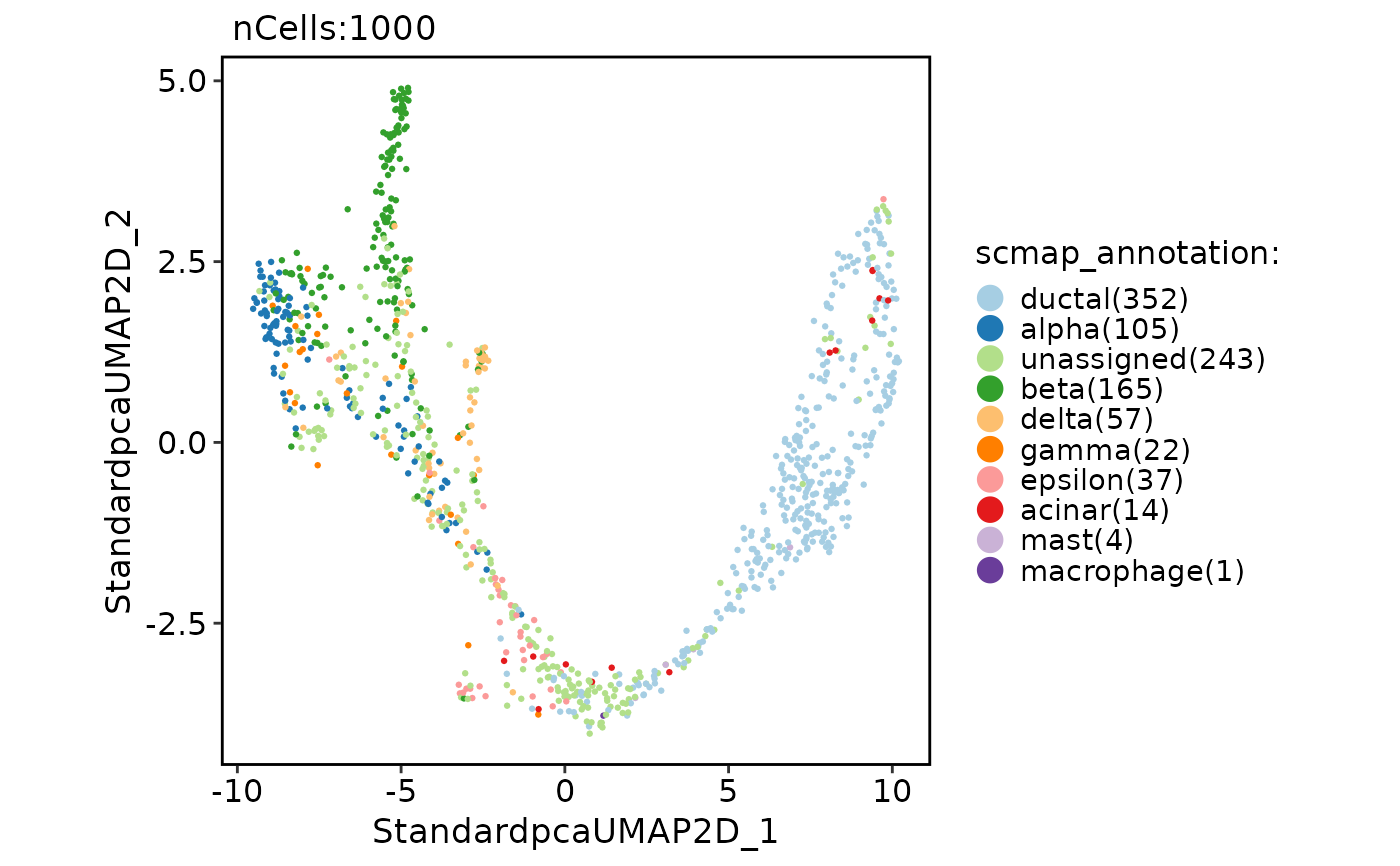 nCells:1000
5.0
2.5
0.0
-2.5
StandardpcaUMAP2D_2
-10
-5
0
5
10
StandardpcaUMAP2D_1
scmap_annotation:
ductal(352)
alpha(105)
unassigned(243)
beta(165)
delta(57)
gamma(22)
epsilon(37)
acinar(14)
mast(4)
macrophage(1)